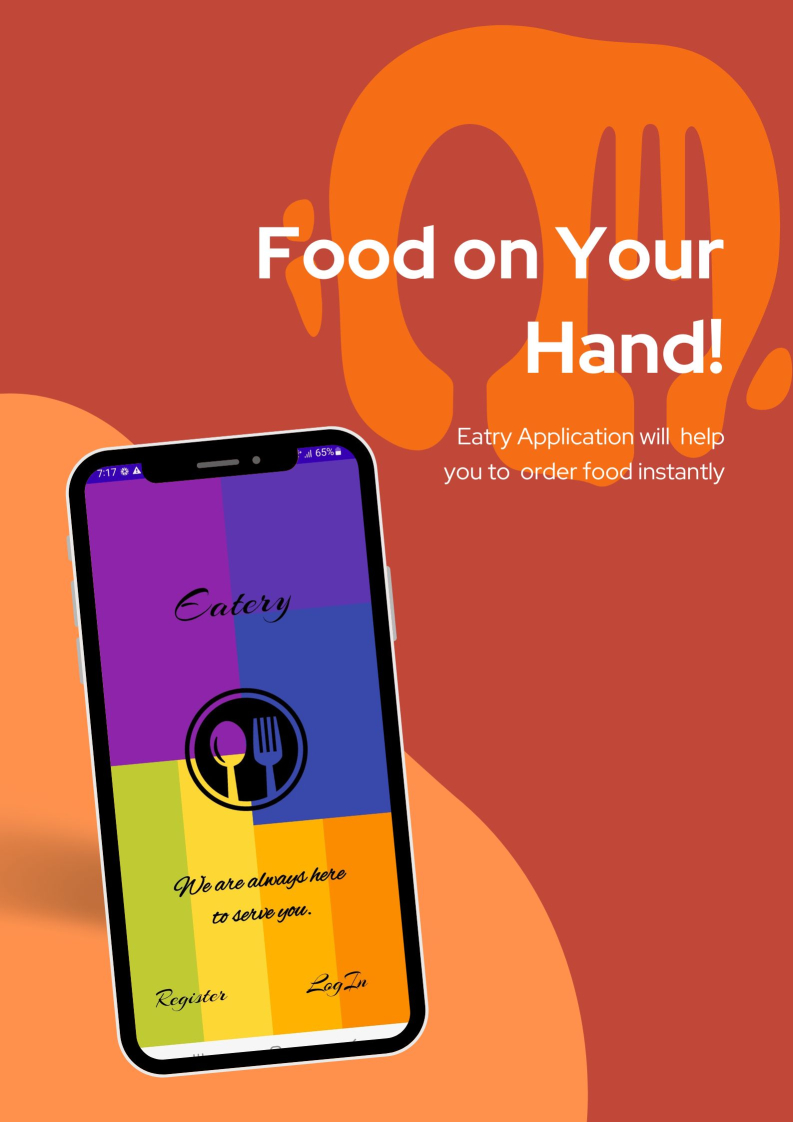 Food on Your
Hand!
Eatry Application will  help
you to  order food instantly
7:17 65%
Eatery
We are always here
to serve you.
Register LogIn